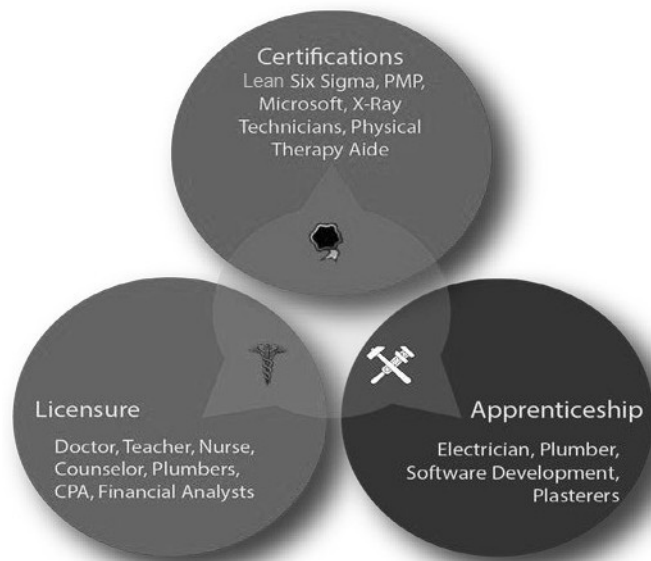 Certifications
Lean Six Sigma, PMP,
Microsoft, X-Ray
Technicians, Physical
Therapy Aide
Licensure
Doctor, Teacher, Nurse,
Counselor, Plumbers,
CPA, Financial Analysts
Apprenticeship
Electrician, Plumber,
Software Development,
Plasterers